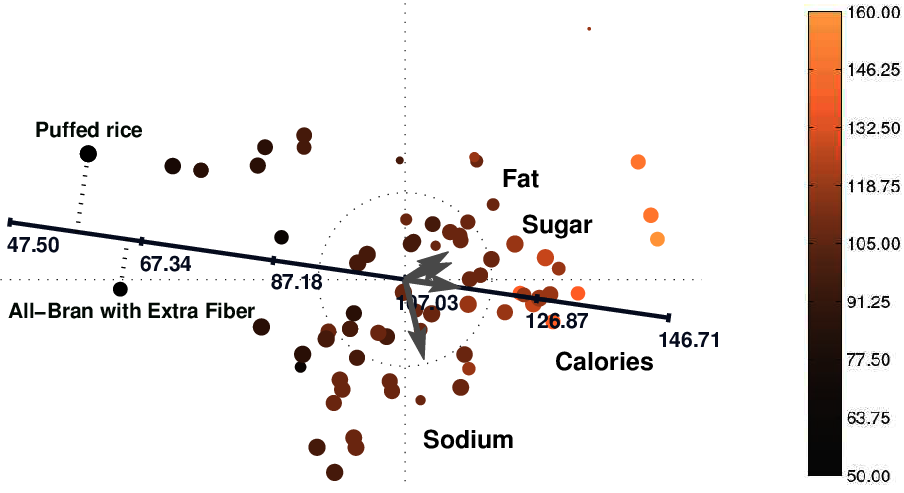 160.00
146.25
132.50
118.75
105.00
91.25
77.50
63.75
50.00
Puffed rice
Fat
Sugar
47.50
67.34
87.18
107.03
126.87
146.71
All-Bran with Extra Fiber
Calories
Sodium